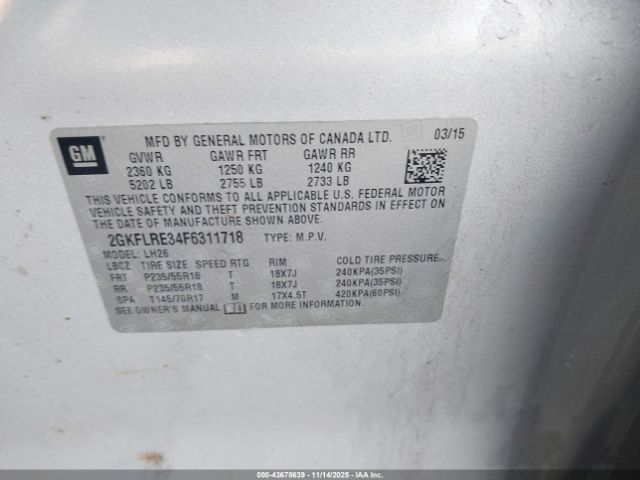 GM
MFD BY GENERAL MOTORS OF CANADA LTD. 03/15
GVWR GAWR FRT GAWR RR
2360 KG 1250 KG 1240 KG
5202 LB 2755 LB 2733 LB
THIS VEHICLE CONFORMS TO ALL APPLICABLE U.S. FEDERAL MOTOR
VEHICLE SAFETY AND THEFT PREVENTION STANDARDS IN EFFECT ON
THE DATE OF MANUFACTURE SHOWN ABOVE.
2GKFLRE34F6311718 TYPE: M.P.V.
MODEL: LH26
LBCZ TIRE SIZE SPEED RTG RIM COLD TIRE PRESSURE
FRT P235/55R18 T 18X7J 240KPA(35PSI)
RR P235/55R18 T 18X7J 240KPA(35PSI)
SPA T145/70R17 M 17X4.5T 420KPA(60PSI)
SEE OWNER'S MANUAL FOR MORE INFORMATION.
000-43678639 - 11/14/2025 - IAAI.COM